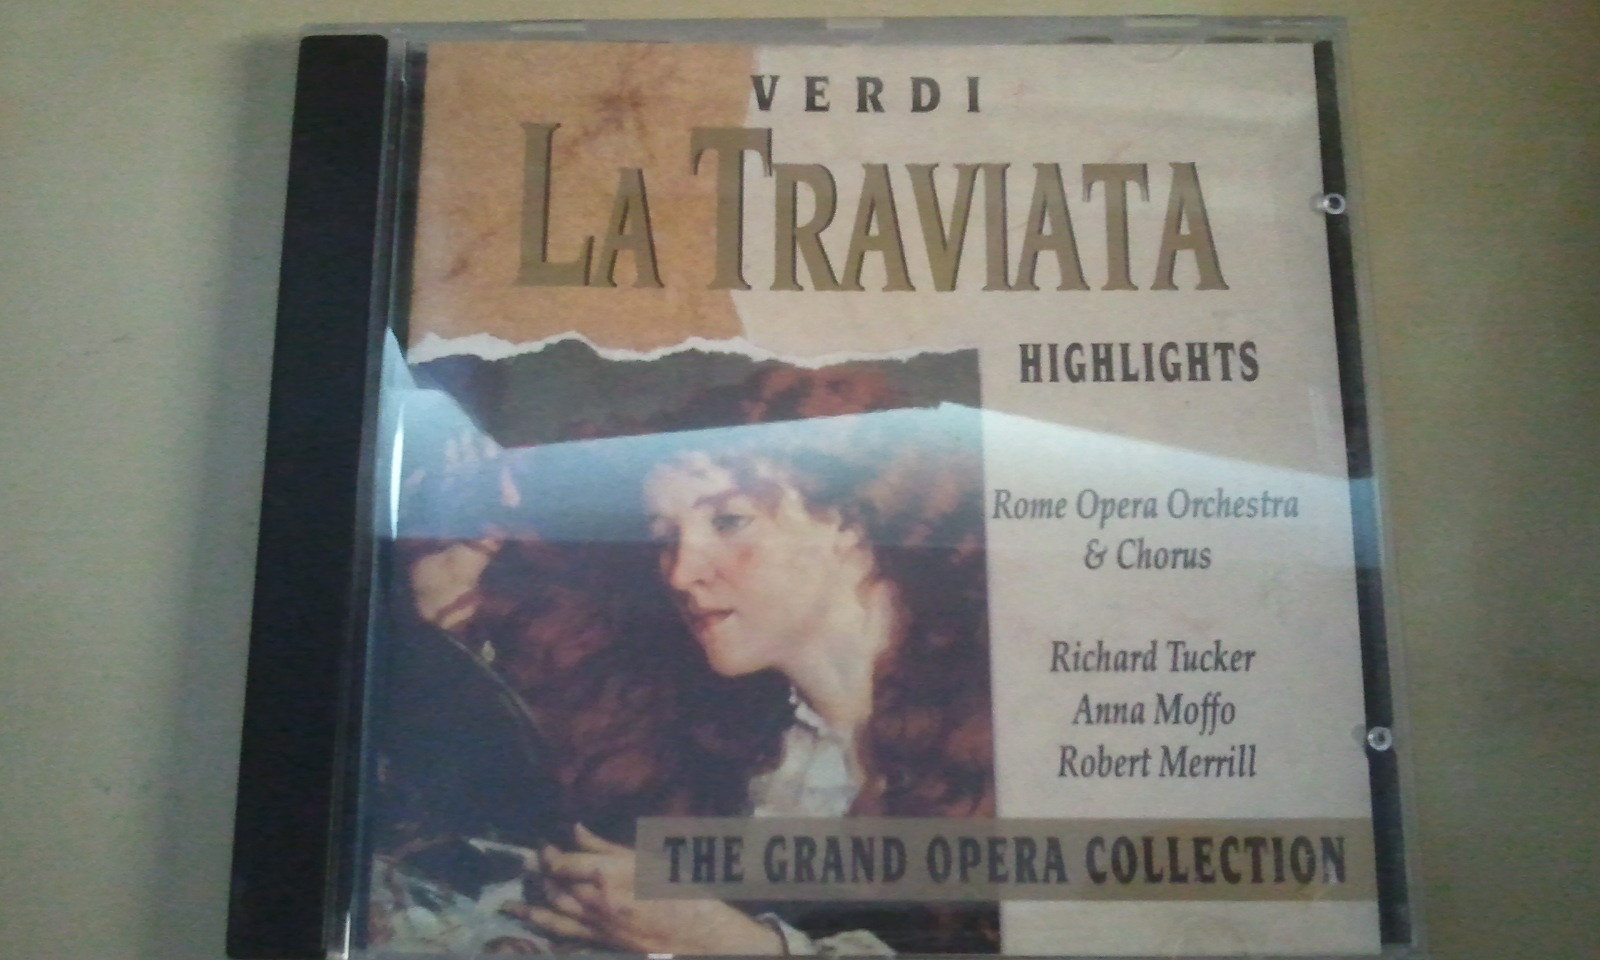 VERDI
LA TRAVIATA
HIGHLIGHTS
Rome Opera Orchestra
& Chorus
Richard Tucker
Anna Moffo
Robert Merrill
THE GRAND OPERA COLLECTION